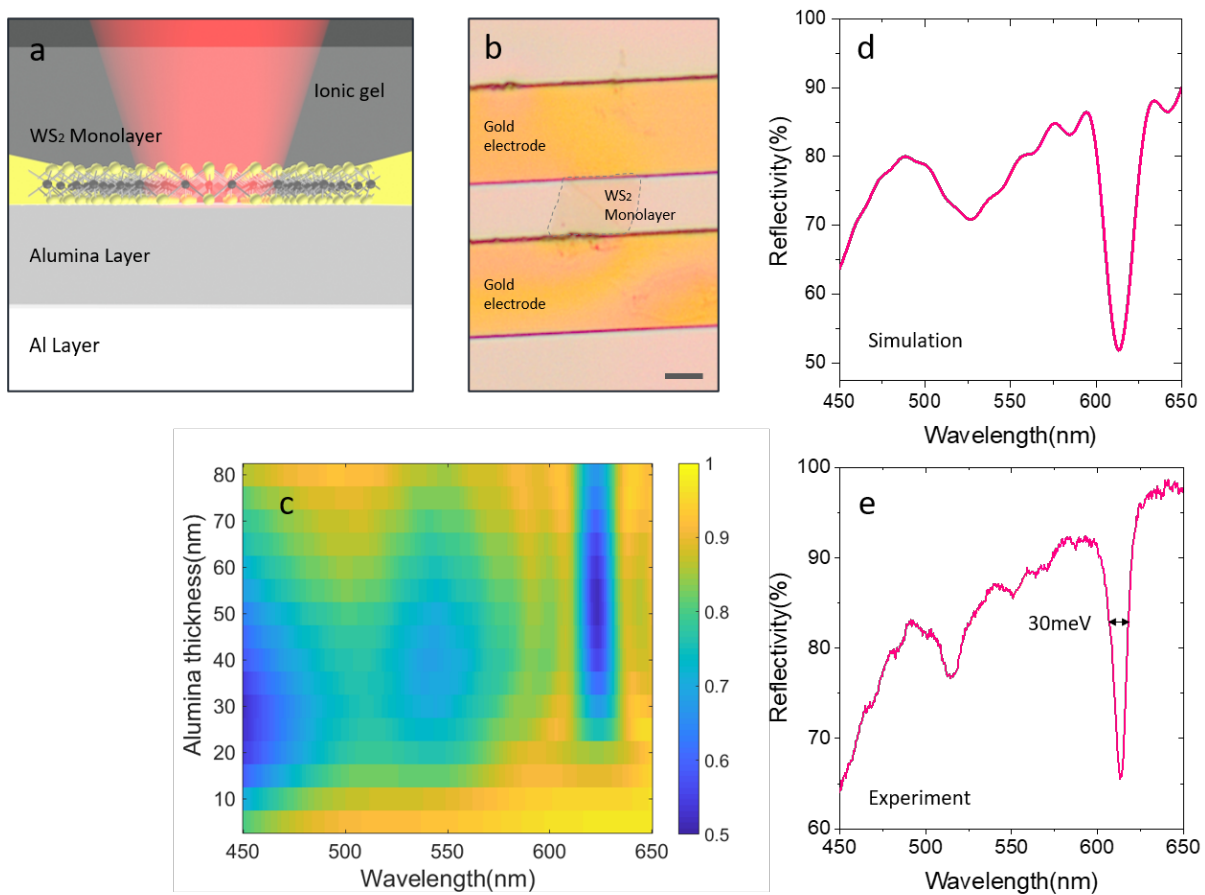 a
Ionic gel
WS₂ Monolayer
Alumina Layer
Al Layer
b
Gold
electrode
WS₂
Monolayer
Gold
electrode
d
100
90
80
70
60
50
Reflectivity(%)
Simulation
450
500
550
600
650
Wavelength(nm)
c
80
70
60
50
40
30
20
10
Alumina thickness(nm)
450
500
550
600
650
Wavelength(nm)
1
0.9
0.8
0.7
0.6
0.5
e
100
90
80
70
60
Reflectivity(%)
30meV
Experiment
450
500
550
600
650
Wavelength(nm)